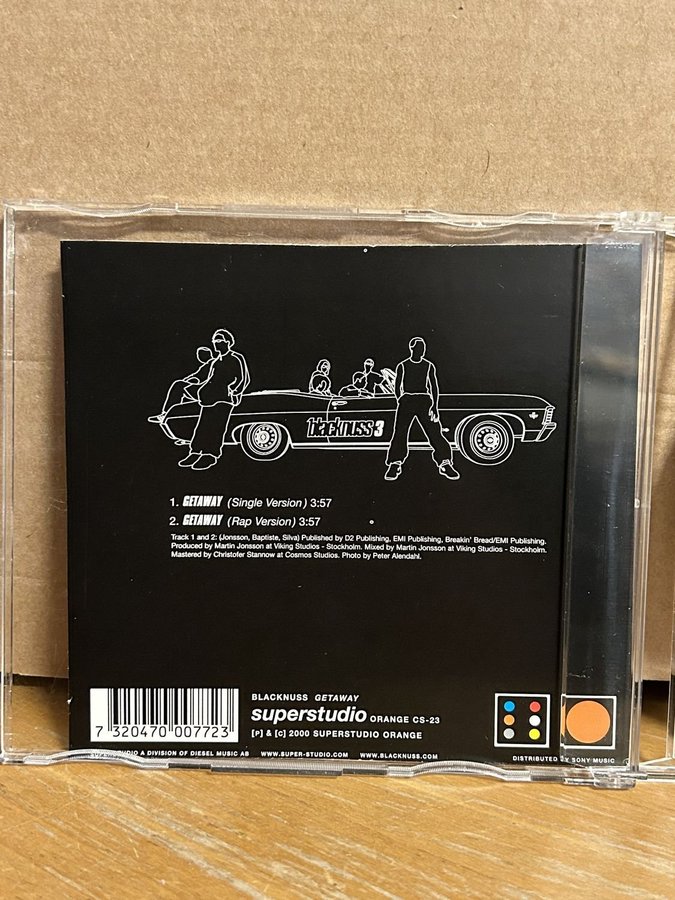 blacknuss 3
1. GETAWAY (Single Version) 3:57
2. GETAWAY (Rap Version) 3:57
Track 1 and 2: (Jonsson, Baptiste, Silva) Published by D2 Publishing, EMI Publishing, Breakin' Bread/EMI Publishing.
Produced by Martin Jonsson at Viking Studios - Stockholm. Mixed by Martin Jonsson at Viking Studios - Stockholm.
Mastered by Christofer Stannow at Cosmos Studios. Photo by Peter Alendahl.
BLACKNUSS GETAWAY
superstudio ORANGE CS-23
[P] & [C] 2000 SUPERSTUDIO ORANGE
7 320470 007723
SUPERSTUDIO A DIVISION OF DIESEL MUSIC AB WWW.SUPER-STUDIO.COM WWW.BLACKNUSS.COM DISTRIBUTED BY SONY MUSIC